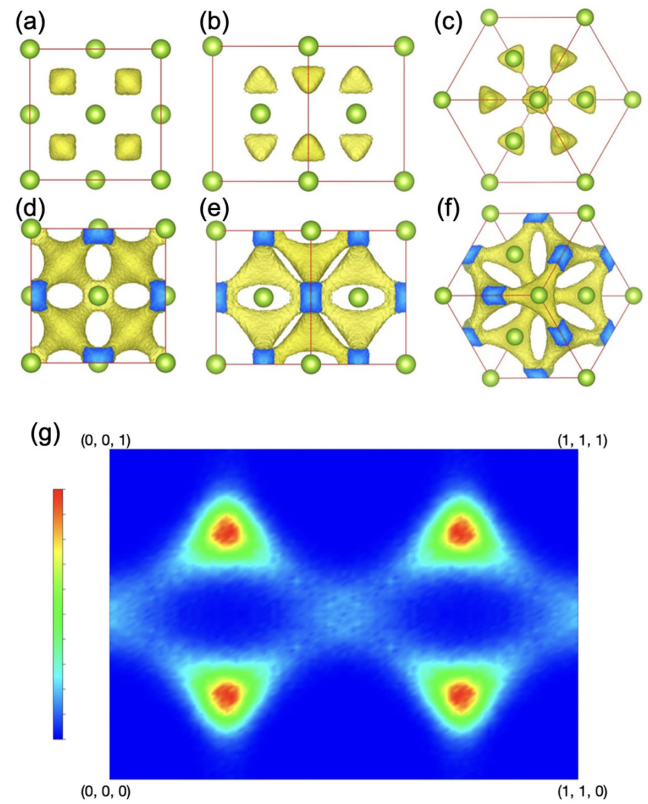 (a)
(b)
(c)
(d)
(e)
(f)
(g)
(0, 0, 1)
(1, 1, 1)
(0, 0, 0)
(1, 1, 0)